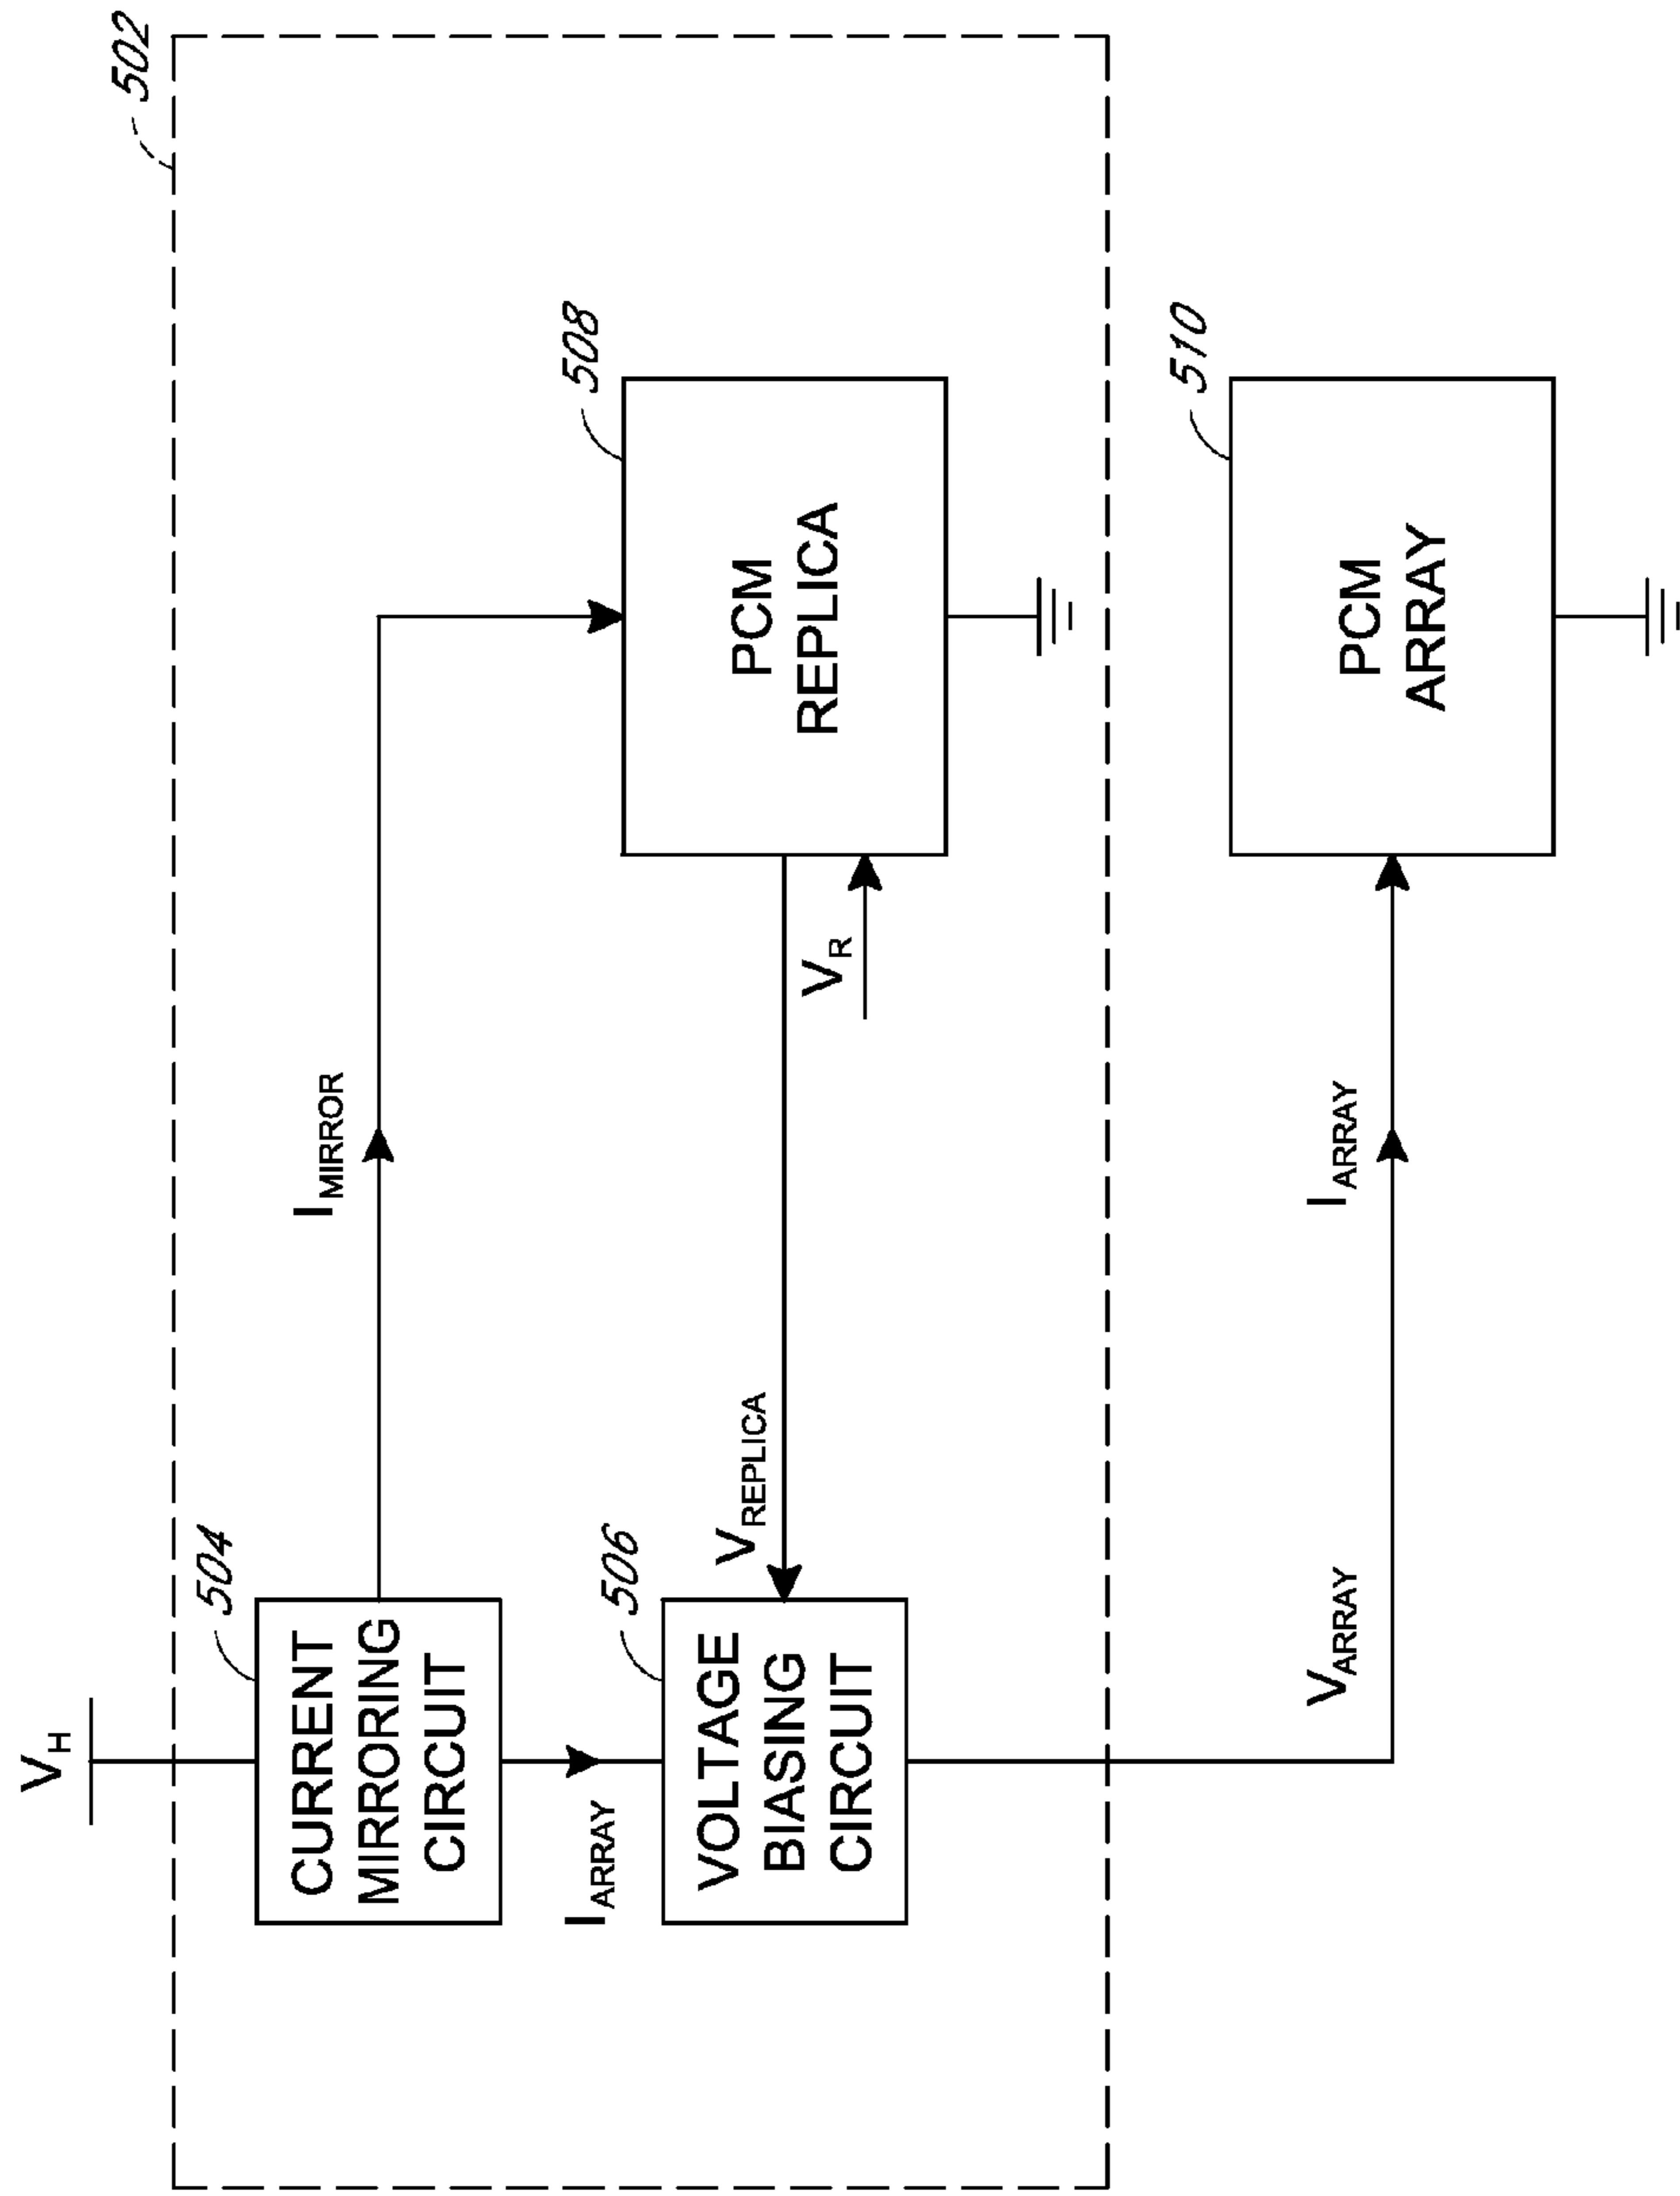 502
V_H
504
CURRENT
MIRRORING
CIRCUIT
I_MIRROR
I_ARRAY
506
VOLTAGE
BIASING
CIRCUIT
V_REPLICA
V_R
508
PCM
REPLICA
V_ARRAY
I_ARRAY
510
PCM
ARRAY